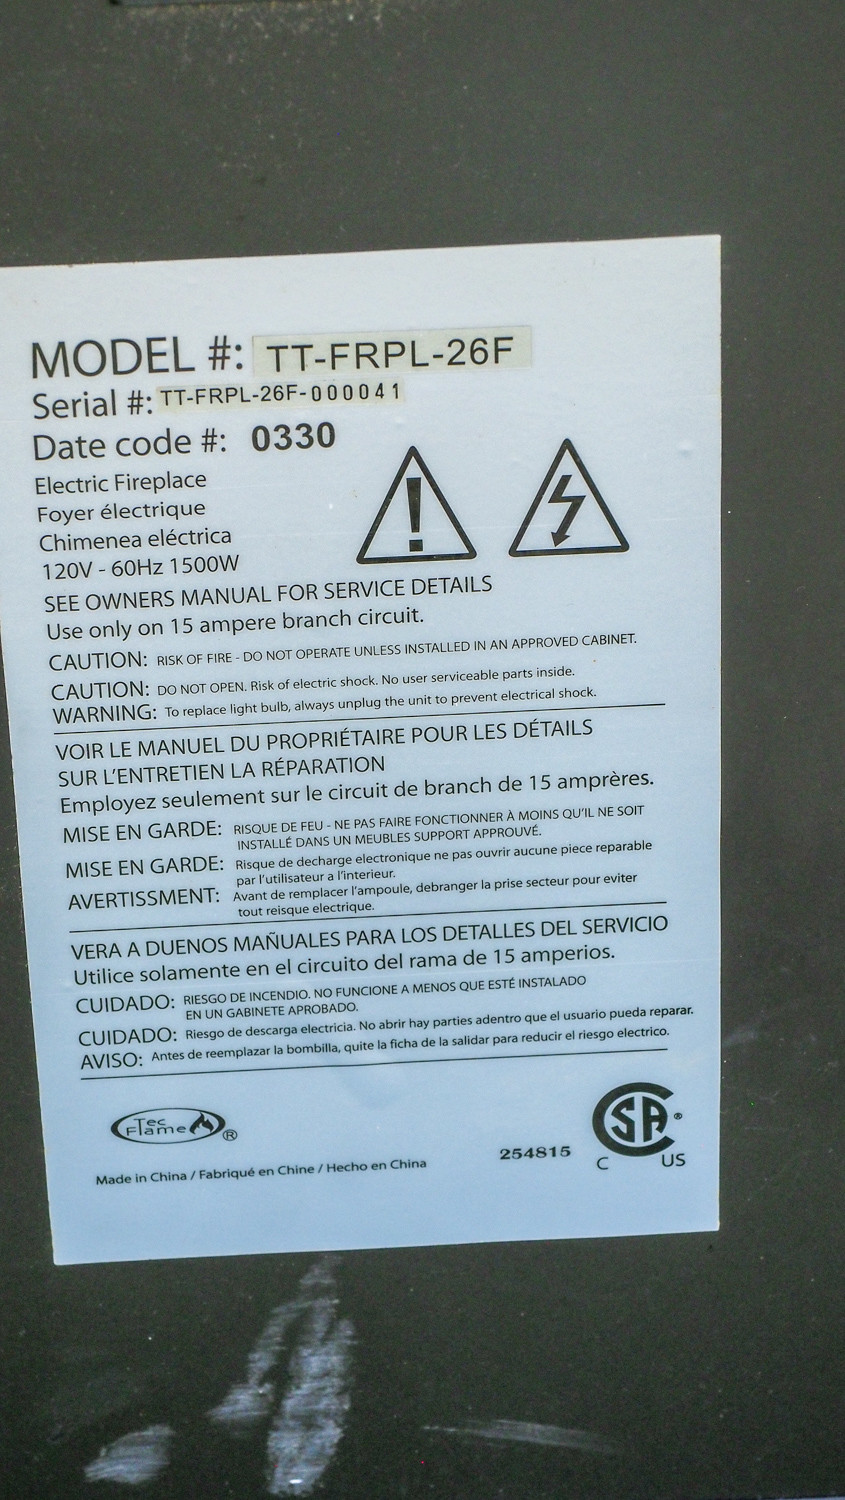 MODEL #: TT-FRPL-26F
Serial #: TT-FRPL-26F-000041
Date code #: 0330
Electric Fireplace
Foyer électrique
Chimenea eléctrica
120V - 60Hz 1500W
SEE OWNERS MANUAL FOR SERVICE DETAILS
Use only on 15 ampere branch circuit.
CAUTION: RISK OF FIRE - DO NOT OPERATE UNLESS INSTALLED IN AN APPROVED CABINET.
CAUTION: DO NOT OPEN. Risk of electric shock. No user serviceable parts inside.
WARNING: To replace light bulb, always unplug the unit to prevent electrical shock.
VOIR LE MANUEL DU PROPRIÉTAIRE POUR LES DÉTAILS
SUR L'ENTRETIEN LA RÉPARATION
Employez seulement sur le circuit de branch de 15 amprères.
MISE EN GARDE: RISQUE DE FEU - NE PAS FAIRE FONCTIONNER À MOINS QU'IL NE SOIT
INSTALLÉ DANS UN MEUBLES SUPPORT APPROUVÉ.
MISE EN GARDE: Risque de decharge electronique ne pas ouvrir aucune piece reparable
par l'utilisateur a l'interieur.
AVERTISSMENT: Avant de remplacer l'ampoule, debranger la prise secteur pour eviter
tout reisque electrique.
VERA A DUENOS MAÑUALES PARA LOS DETALLES DEL SERVICIO
Utilice solamente en el circuito del rama de 15 amperios.
CUIDADO: RIESGO DE INCENDIO. NO FUNCIONE A MENOS QUE ESTÉ INSTALADO
EN UN GABINETE APROBADO.
CUIDADO: Riesgo de descarga electricia. No abrir hay parties adentro que el usuario pueda reparar.
AVISO: Antes de reemplazar la bombilla, quite la ficha de la salidar para reducir el riesgo electrico.
Tec
Flame ®
Made in China / Fabriqué en Chine / Hecho en China
254815
SA ®
C US